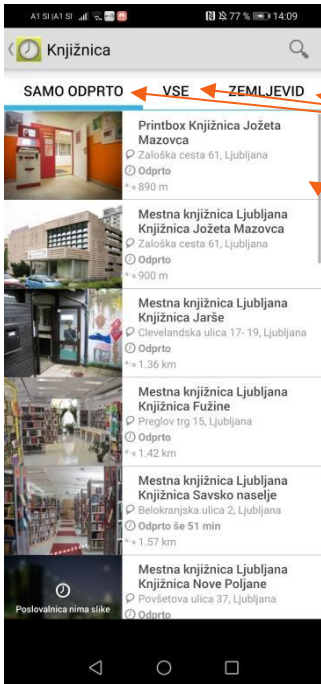 A1 SI|A1 SI 77 % 14:09
Knjižnica
SAMO ODPRTO VSE ZEMLJEVID
Printbox Knjižnica Jožeta
Mazovca
Zaloška cesta 61, Ljubljana
Odprto
890 m
Mestna knjižnica Ljubljana
Knjižnica Jožeta Mazovca
Zaloška cesta 61, Ljubljana
Odprto
900 m
Mestna knjižnica Ljubljana
Knjižnica Jarše
Clevelandska ulica 17- 19, Ljubljana
Odprto
1.36 km
Mestna knjižnica Ljubljana
Knjižnica Fužine
Preglov trg 15, Ljubljana
Odprto
1.42 km
Mestna knjižnica Ljubljana
Knjižnica Savsko naselje
Belokranjska ulica 2, Ljubljana
Odprto še 51 min
1.57 km
Poslovalnica nima slike
Mestna knjižnica Ljubljana
Knjižnica Nove Poljane
Povšetova ulica 37, Ljubljana
Odprto